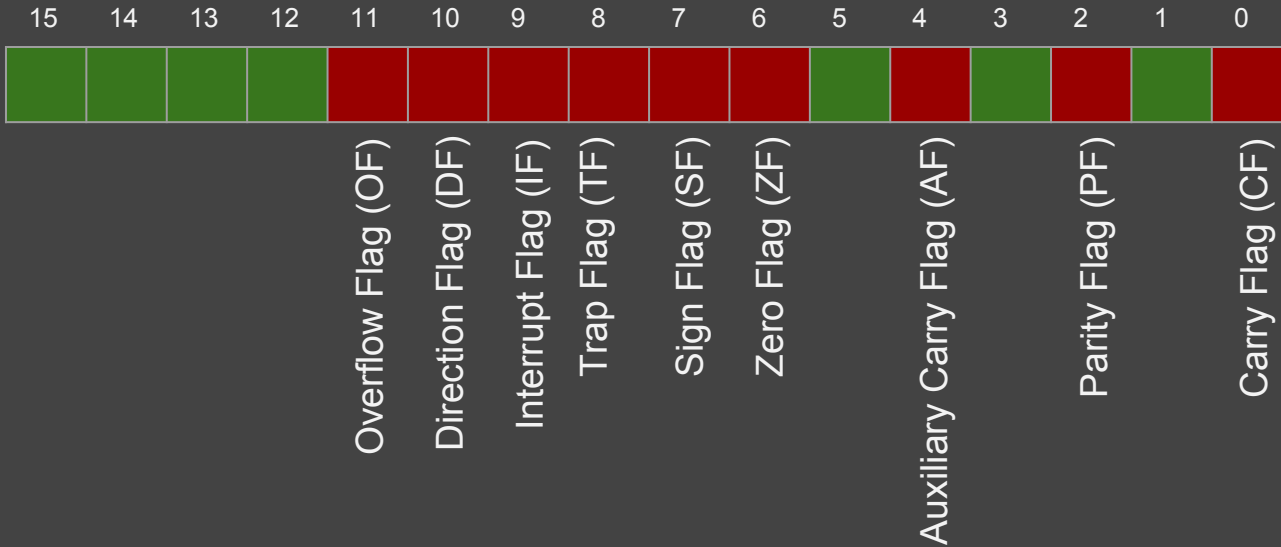 15 14 13 12 11 10 9 8 7 6 5 4 3 2 1 0
Overflow Flag (OF)
Direction Flag (DF)
Interrupt Flag (IF)
Trap Flag (TF)
Sign Flag (SF)
Zero Flag (ZF)
Auxiliary Carry Flag (AF)
Parity Flag (PF)
Carry Flag (CF)